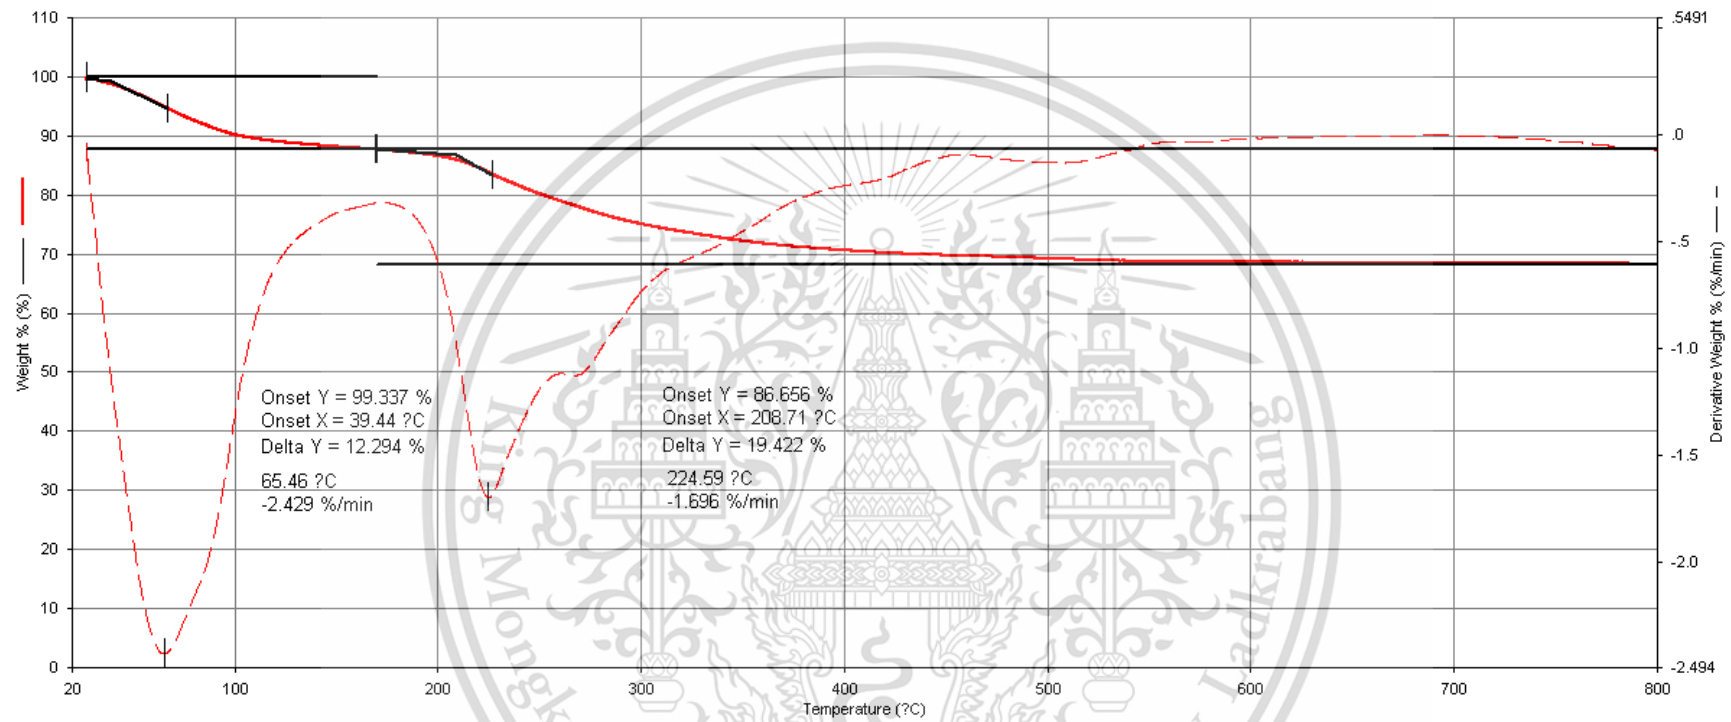 110
100
90
80
70
60
50
40
30
20
10
0
Weight % (%)
Onset Y = 99.337 %
Onset X = 39.44 ?C
Delta Y = 12.294 %
65.46 ?C
-2.429 %/min
Onset Y = 86.656 %
Onset X = 208.71 ?C
Delta Y = 19.422 %
224.59 ?C
-1.696 %/min
King Mongk
Ladkrabang
.5491
.0
-.5
-1.0
-1.5
-2.0
-2.494
Derivative Weight % (%/min)
20
100
200
300
400
500
600
700
800
Temperature (?C)